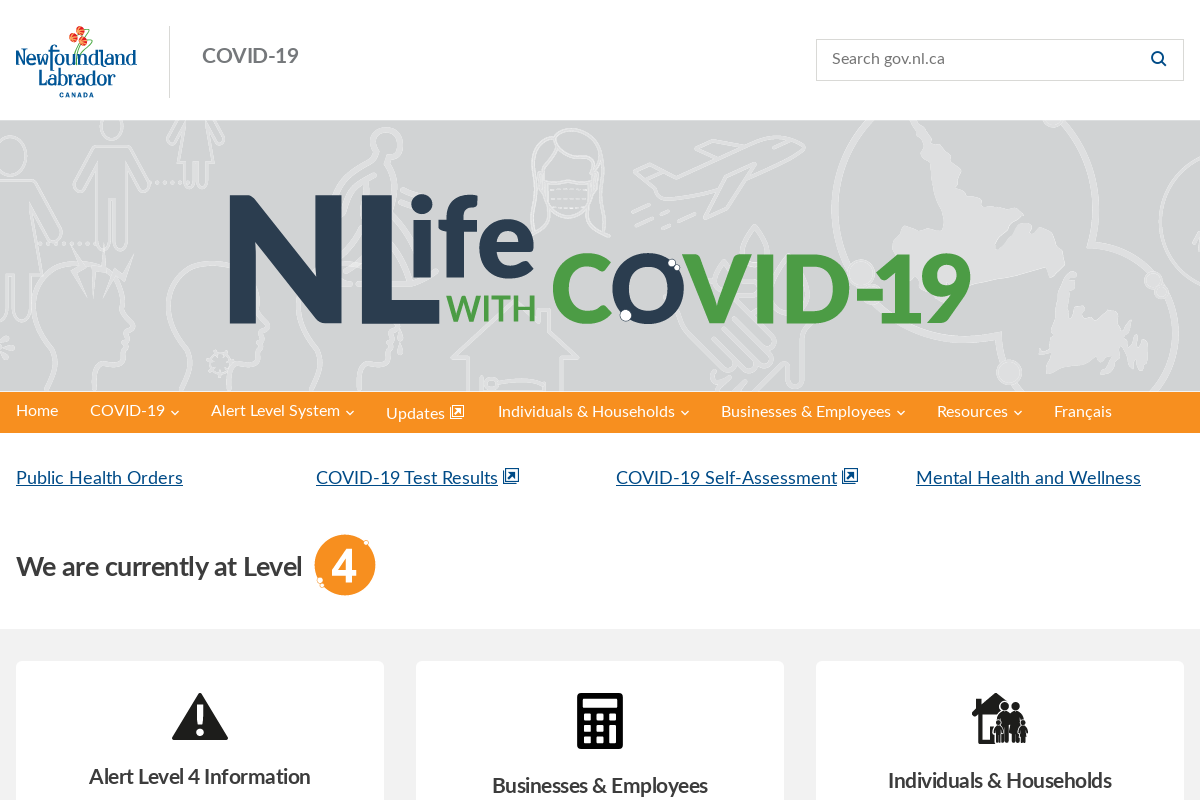 Newfoundland
Labrador
CANADA
COVID-19
Search gov.nl.ca
NLife
WITH COVID-19
Home COVID-19 Alert Level System Updates Individuals & Households Businesses & Employees Resources Français
Public Health Orders COVID-19 Test Results COVID-19 Self-Assessment Mental Health and Wellness
We are currently at Level 4
Alert Level 4 Information
Businesses & Employees
Individuals & Households